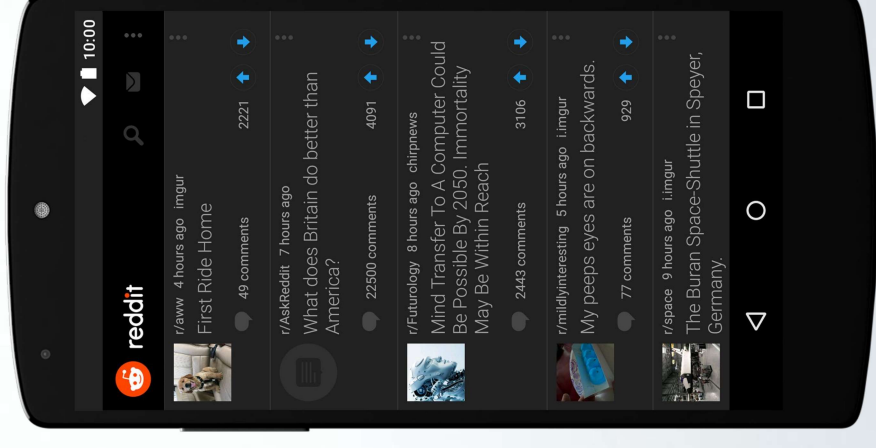 10:00
reddit
r/aww 4 hours ago imgur
First Ride Home
49 comments 2221
r/AskReddit 7 hours ago
What does Britain do better than
America?
22500 comments 4091
r/Futurology 8 hours ago chirpnews
Mind Transfer To A Computer Could
Be Possible By 2050. Immortality
May Be Within Reach
2443 comments 3106
r/mildlyinteresting 5 hours ago i.imgur
My peeps eyes are on backwards.
77 comments 929
r/space 9 hours ago i.imgur
The Buran Space-Shuttle in Speyer,
Germany.